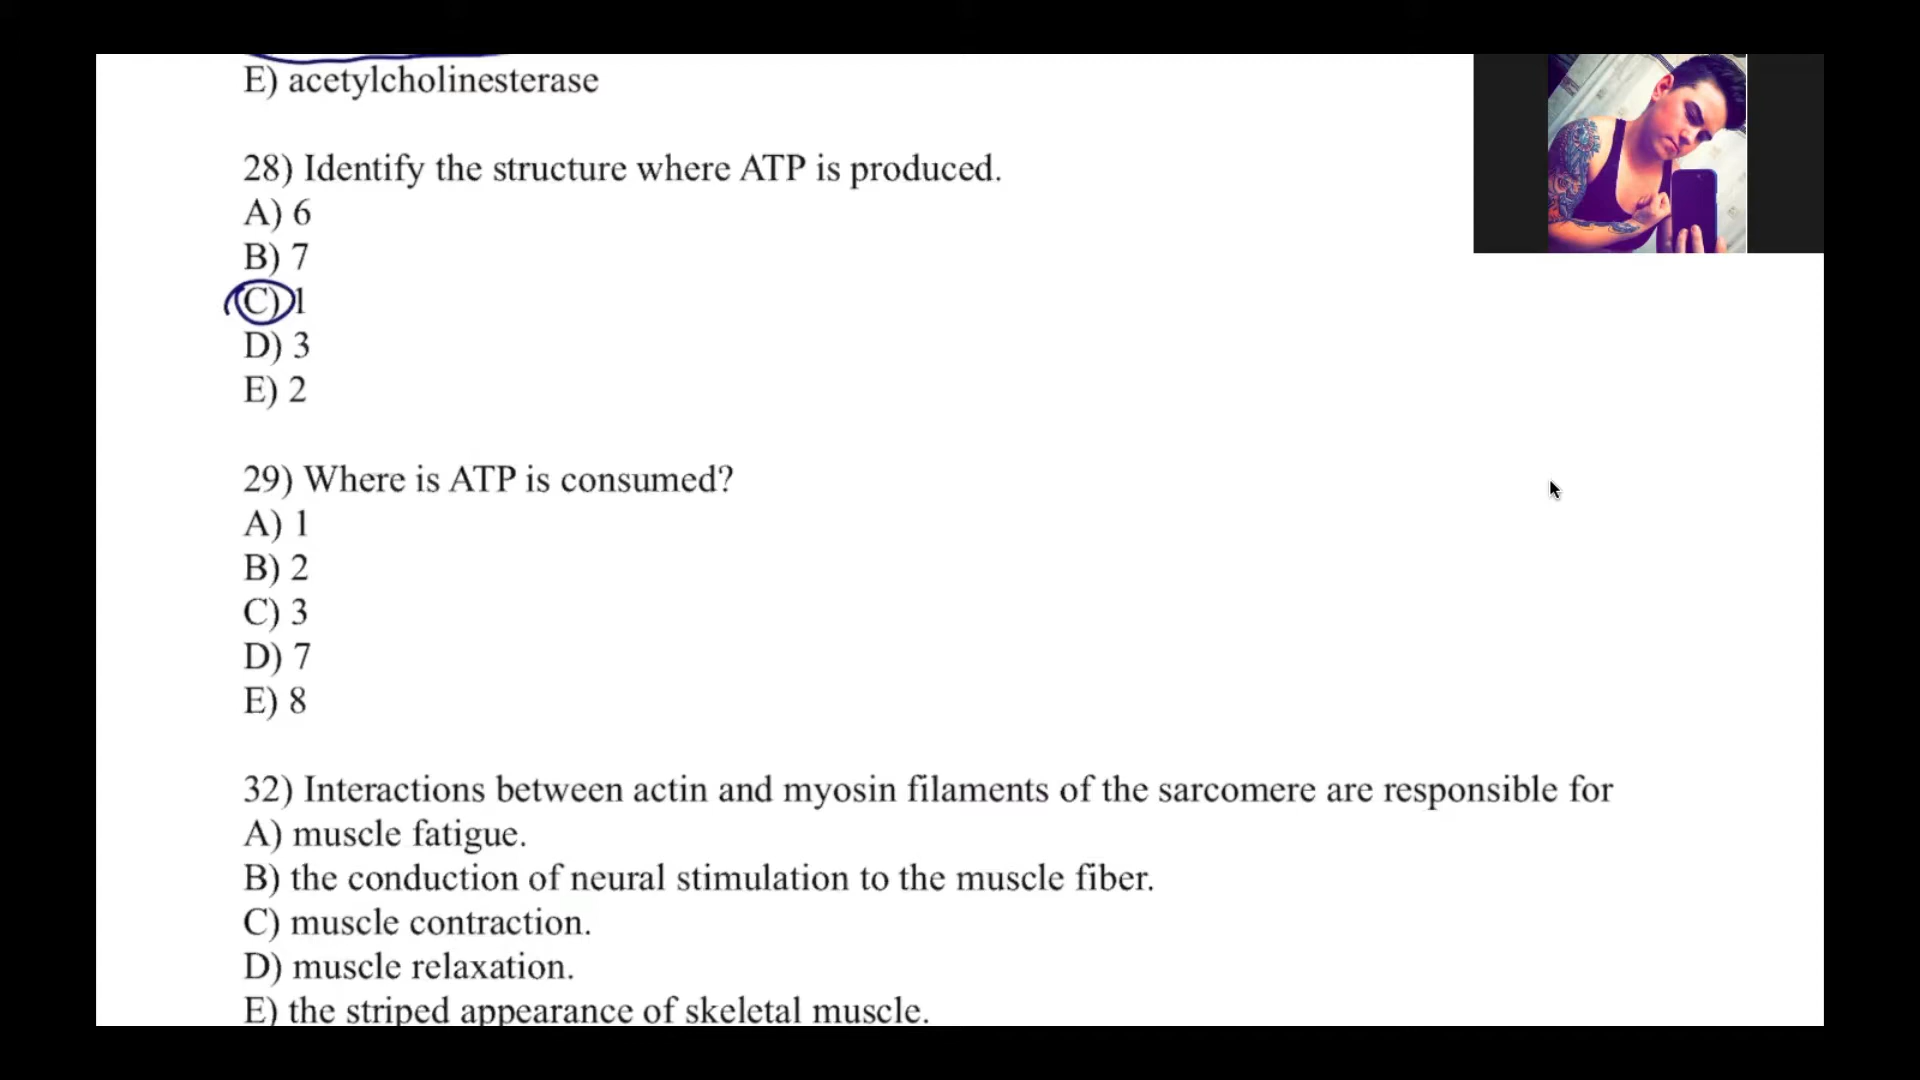 E) acetylcholinesterase
28) Identify the structure where ATP is produced.
A) 6
B) 7
C) 1
D) 3
E) 2
29) Where is ATP is consumed?
A) 1
B) 2
C) 3
D) 7
E) 8
32) Interactions between actin and myosin filaments of the sarcomere are responsible for
A) muscle fatigue.
B) the conduction of neural stimulation to the muscle fiber.
C) muscle contraction.
D) muscle relaxation.
E) the striped appearance of skeletal muscle.